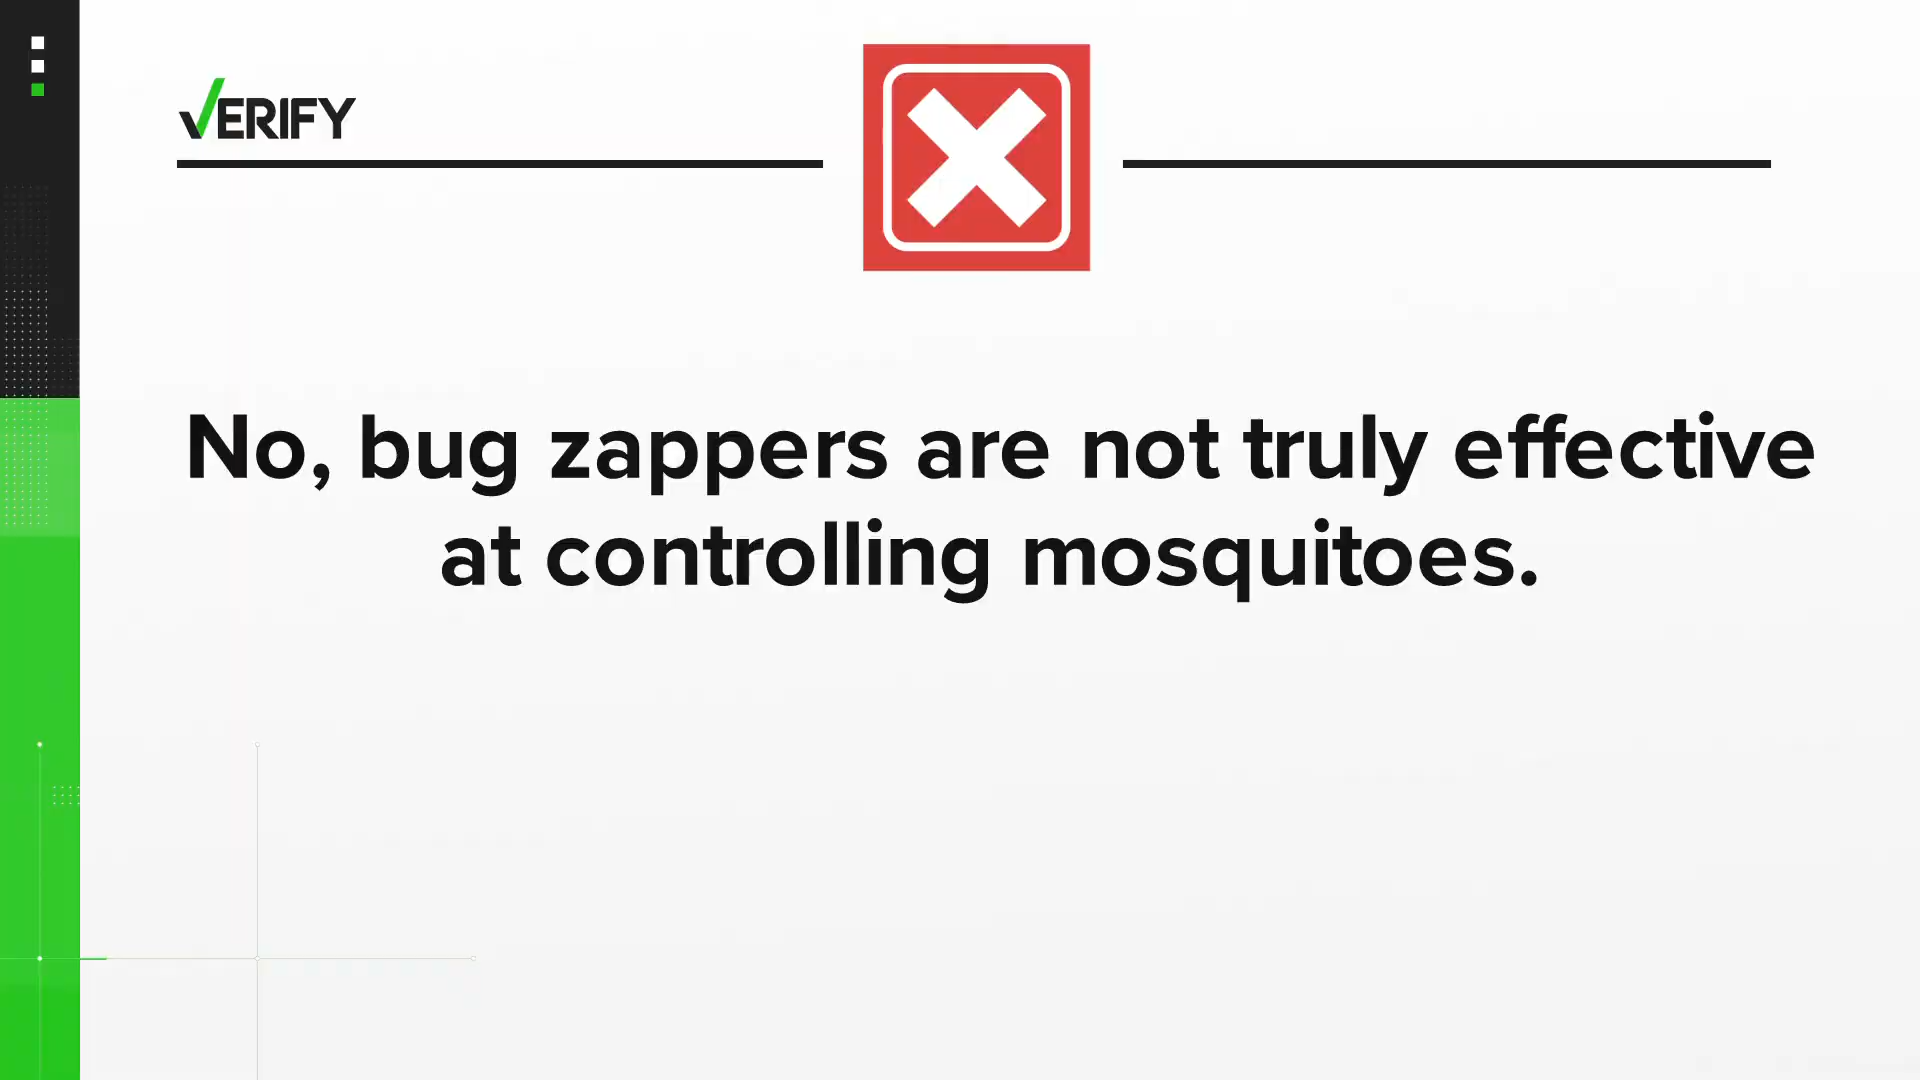 VERIFY
No, bug zappers are not truly effective
at controlling mosquitoes.